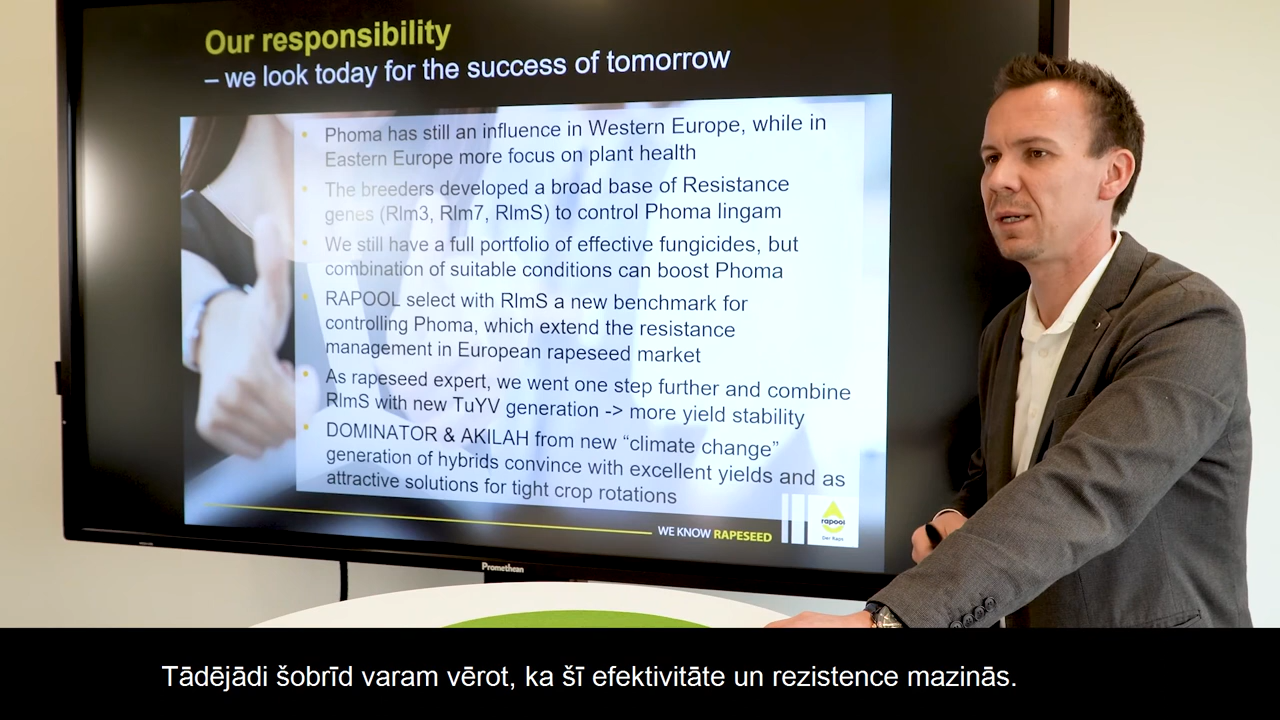 Our responsibility
– we look today for the success of tomorrow
Phoma has still an influence in Western Europe, while in
Eastern Europe more focus on plant health
The breeders developed a broad base of Resistance
genes (Rlm3, Rlm7, RlmS) to control Phoma lingam
We still have a full portfolio of effective fungicides, but
combination of suitable conditions can boost Phoma
RAPOOL select with RlmS a new benchmark for
controlling Phoma, which extend the resistance
management in European rapeseed market
As rapeseed expert, we went one step further and combine
RlmS with new TuYV generation -> more yield stability
DOMINATOR & AKILAH from new “climate change”
generation of hybrids convince with excellent yields and as
attractive solutions for tight crop rotations
WE KNOW RAPESEED
rapool
Der Raps
Promethean
Tādējādi šobrīd varam vērot, ka šī efektivitāte un rezistence mazinās.